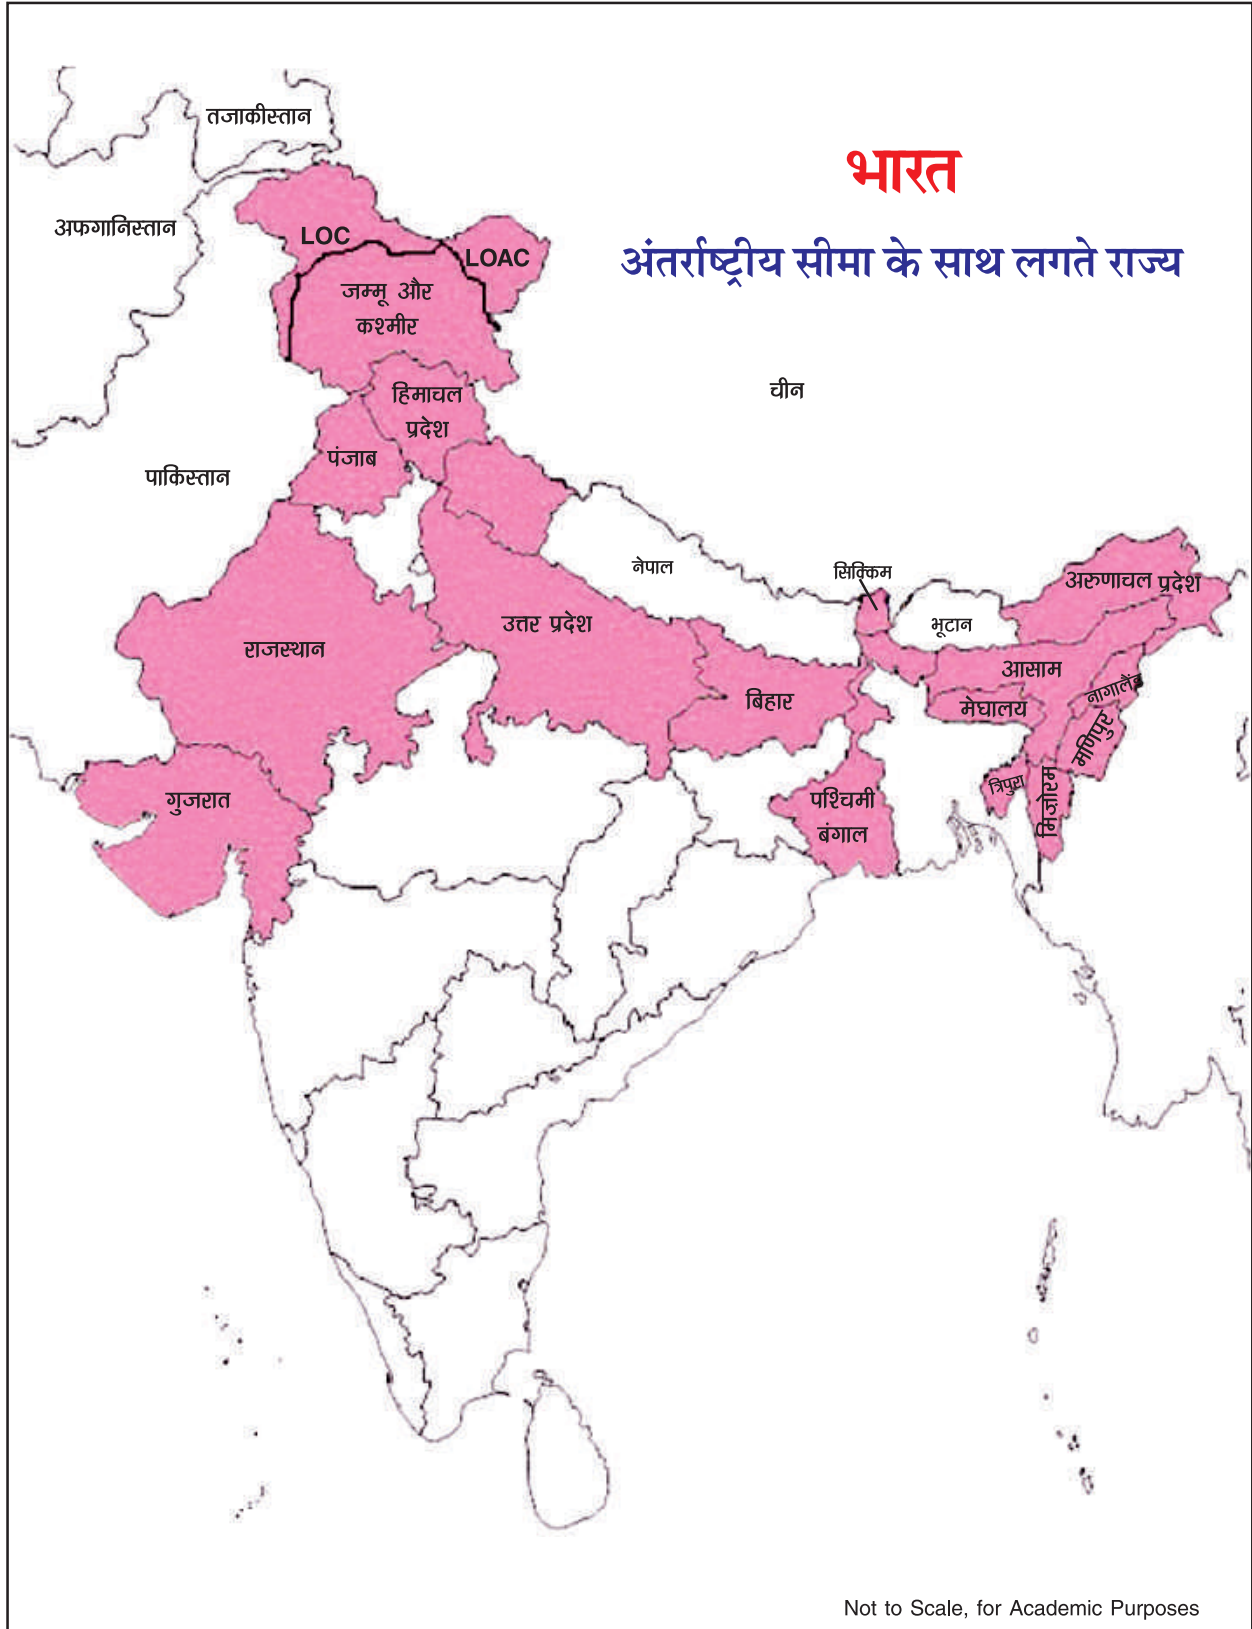 तजाकीस्तान
भारत
अफगानिस्तान
LOC
LOAC
अंतर्राष्ट्रीय सीमा के साथ लगते राज्य
जम्मू और
कश्मीर
चीन
हिमाचल
प्रदेश
पंजाब
पाकिस्तान
नेपाल
सिक्किम
अरुणाचल प्रदेश
उत्तर प्रदेश
भूटान
राजस्थान
आसाम
नागालैंड
बिहार
मेघालय
मणिपुर
गुजरात
पश्चिमी
बंगाल
त्रिपुरा
मिजोरम
Not to Scale, for Academic Purposes